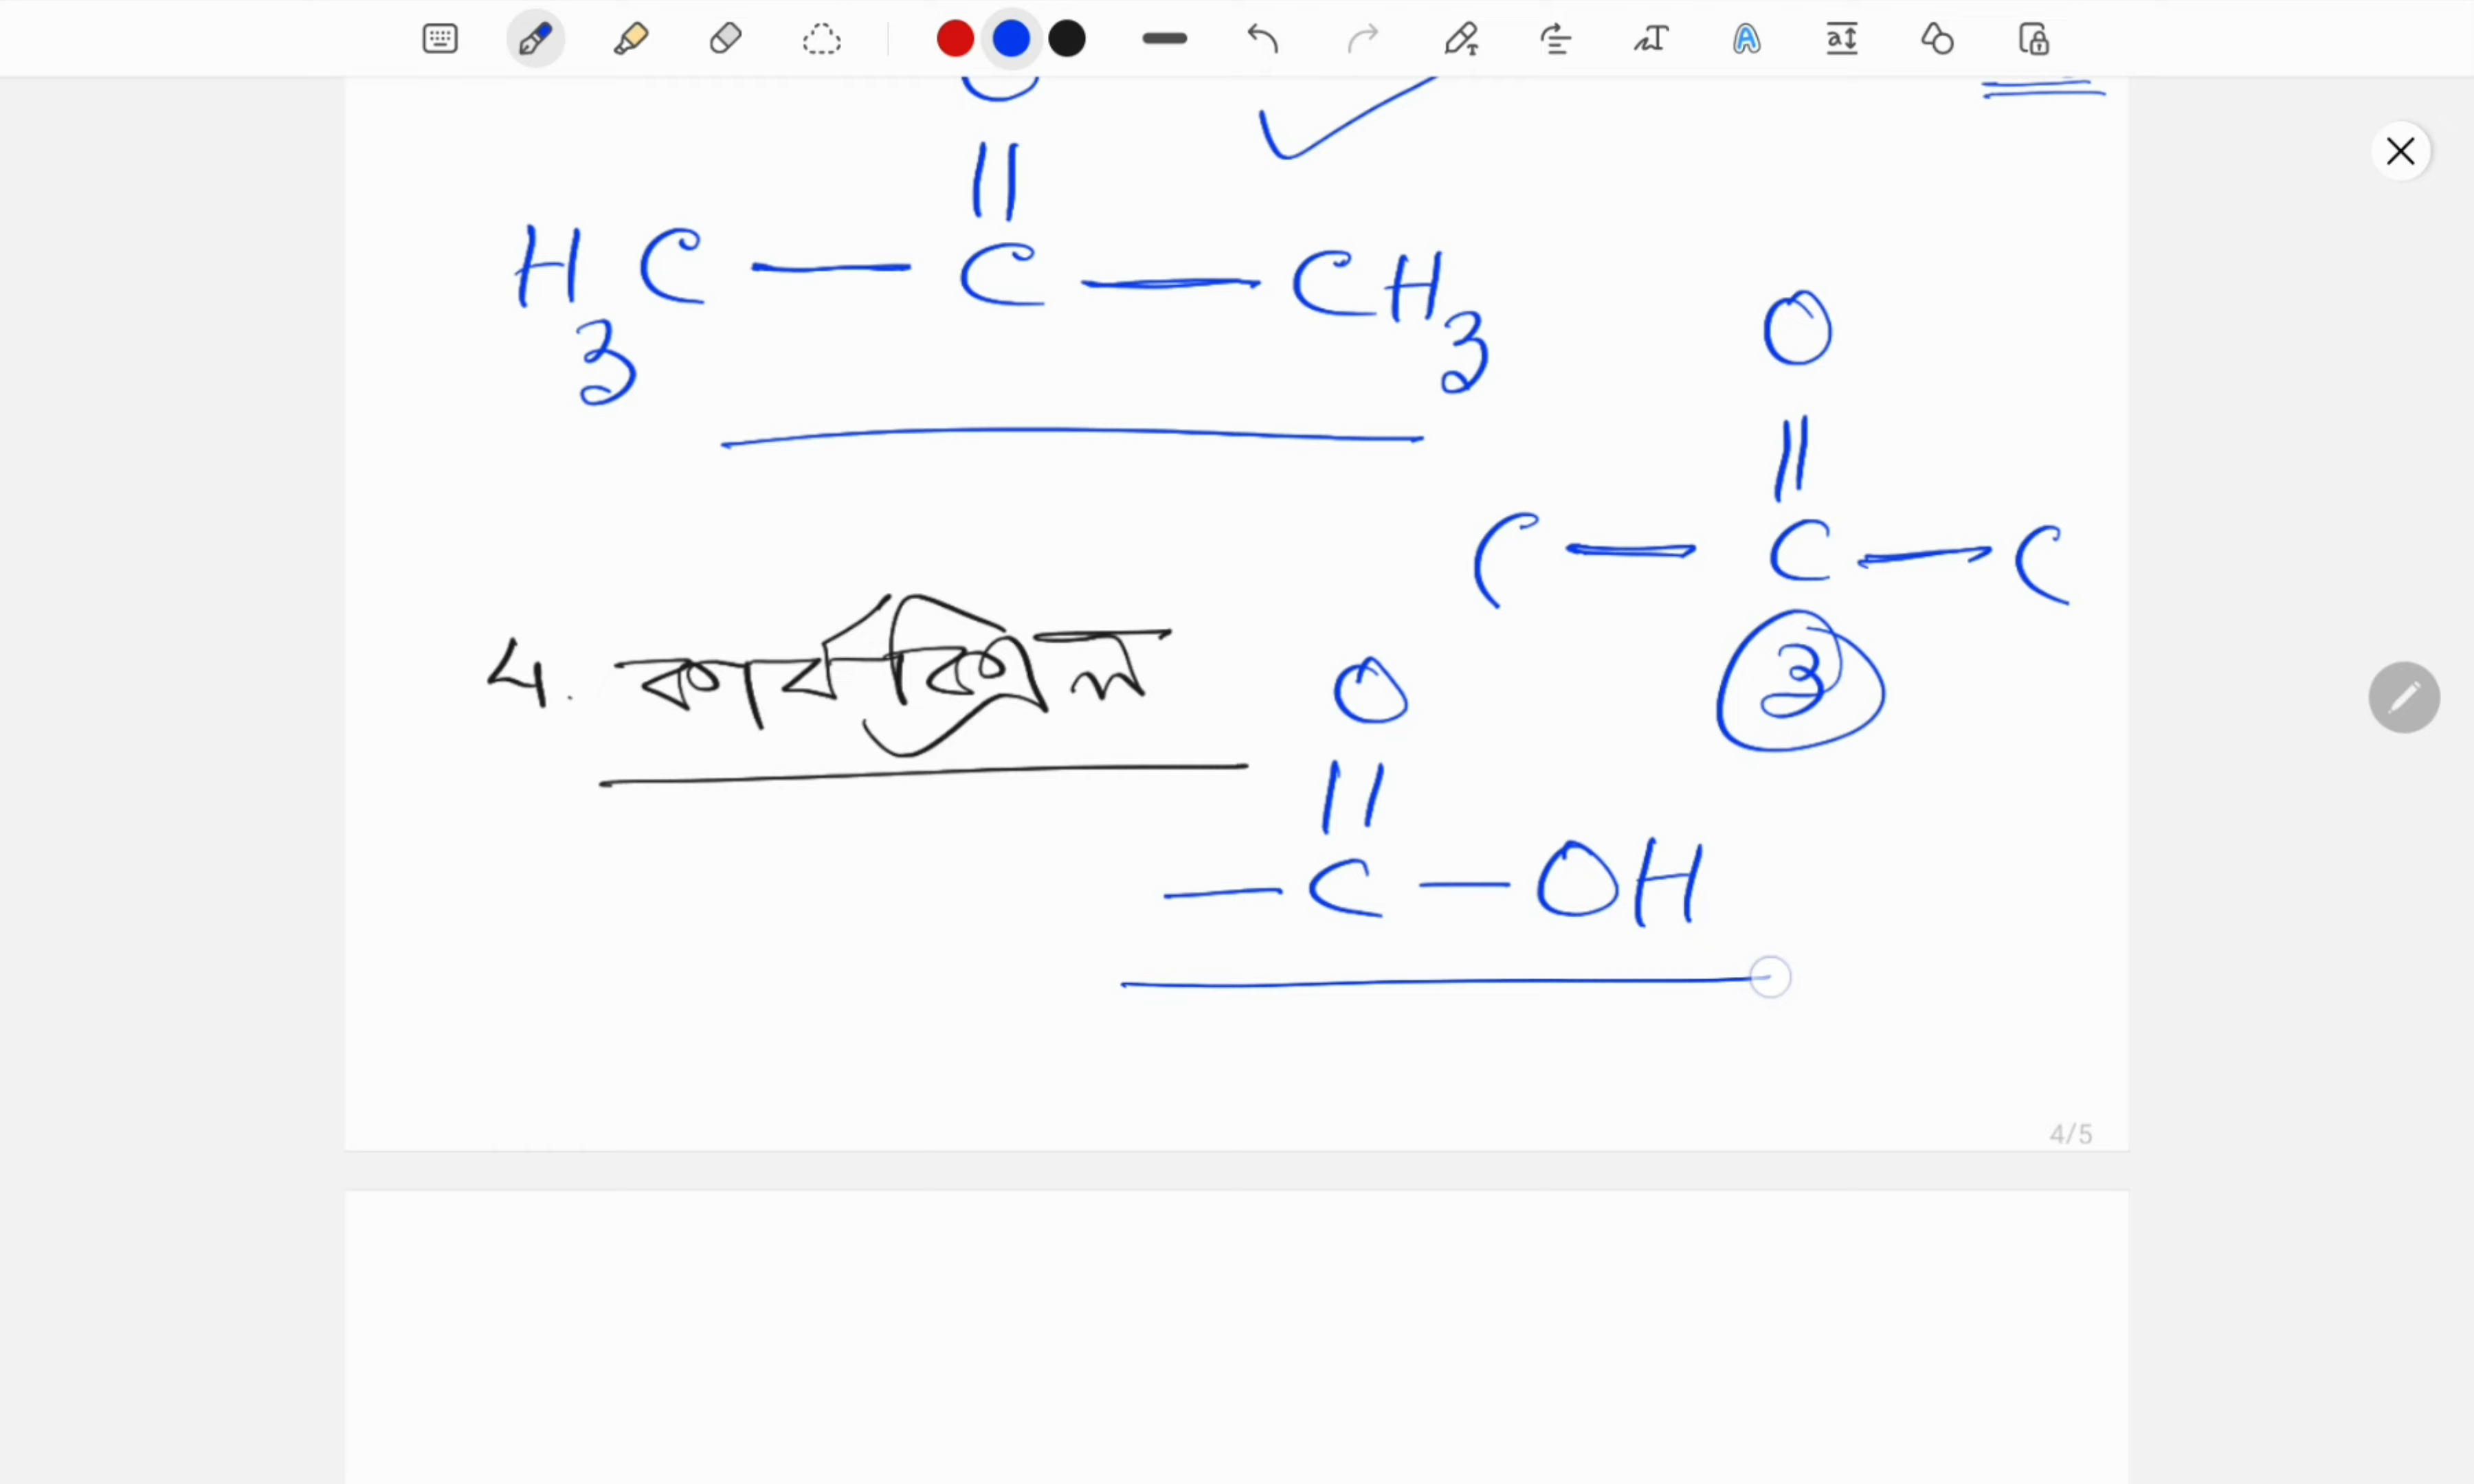 O
||
H₃C — C — CH₃
O
||
C — C — C
3
4. কার্বক্সিল
O
||
— C — OH
4/5